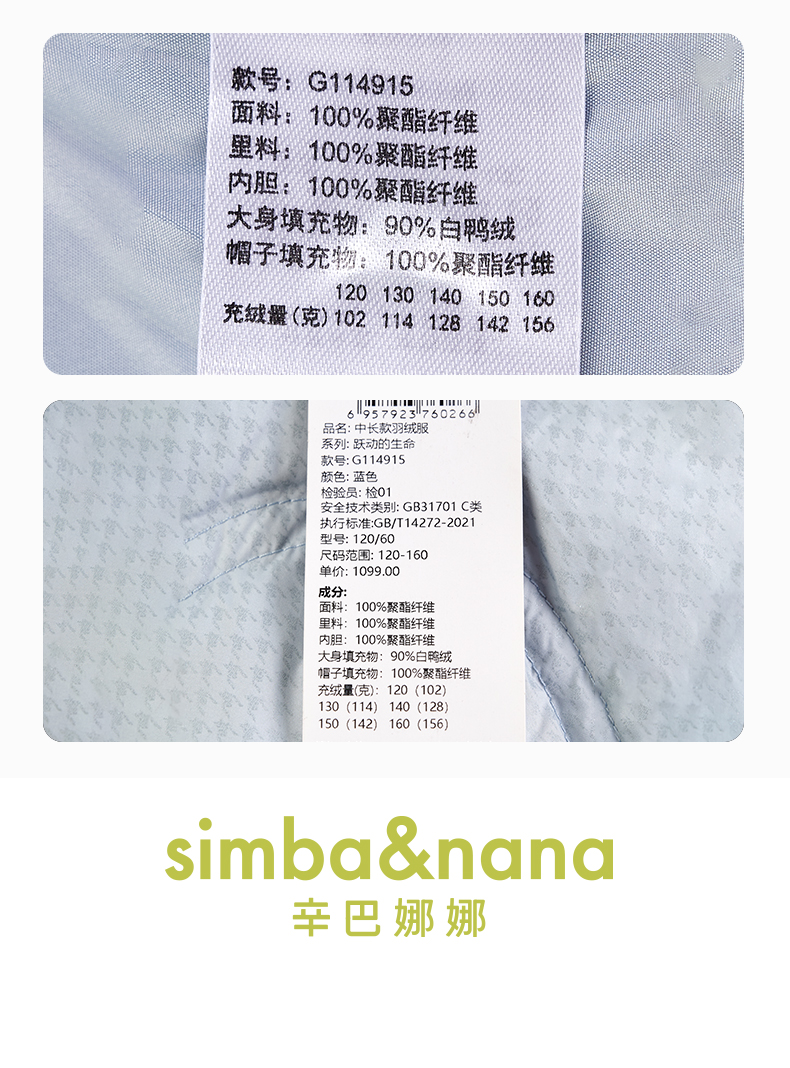 款号：G114915
面料：100%聚酯纤维
里料：100%聚酯纤维
内胆：100%聚酯纤维
大身填充物：90%白鸭绒
帽子填充物：100%聚酯纤维
120 130 140 150 160
充绒量(克)102 114 128 142 156
6 957923 760266
品名: 中长款羽绒服
系列: 跃动的生命
款号: G114915
颜色: 蓝色
检验员: 检01
安全技术类别: GB31701 C类
执行标准:GB/T14272-2021
型号: 120/60
尺码范围: 120-160
单价: 1099.00
成分:
面料：100%聚酯纤维
里料：100%聚酯纤维
内胆：100%聚酯纤维
大身填充物：90%白鸭绒
帽子填充物：100%聚酯纤维
充绒量(克)：120（102）
130（114） 140（128）
150（142） 160（156）
simba&nana
辛巴娜娜